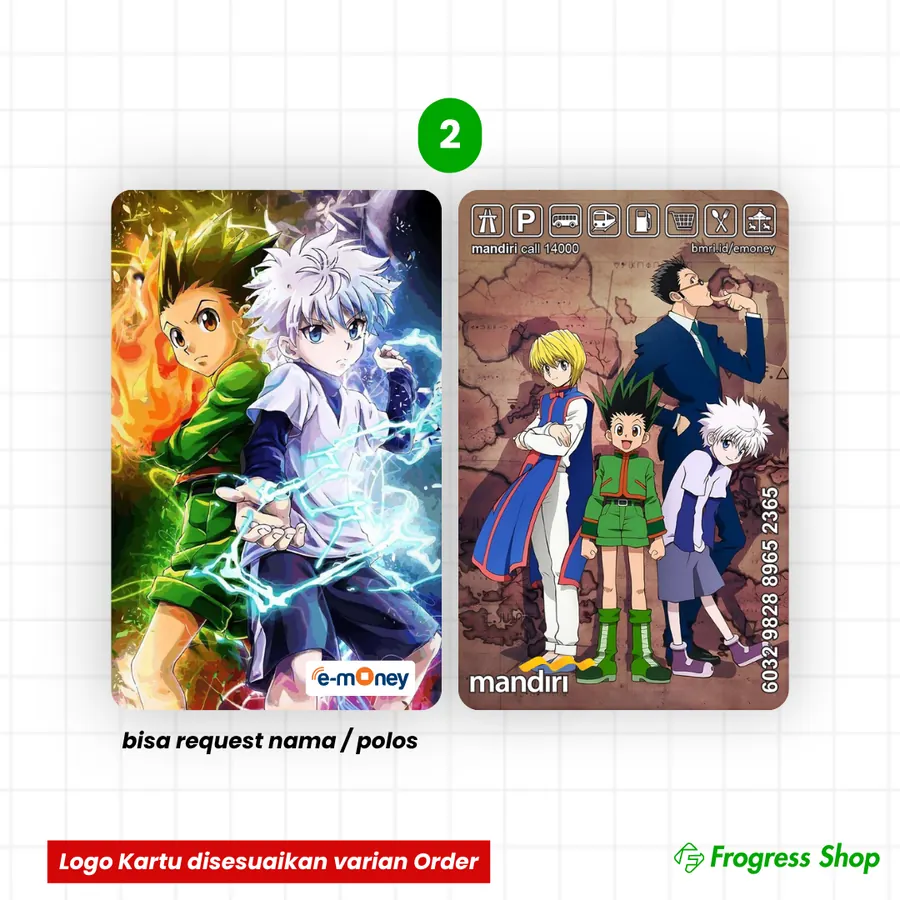 2
P
mandiri call 14000
bmri.id/emoney
e-money
mandiri
6032 9828 8965 2365
bisa request nama / polos
Logo Kartu disesuaikan varian Order
Frogress Shop